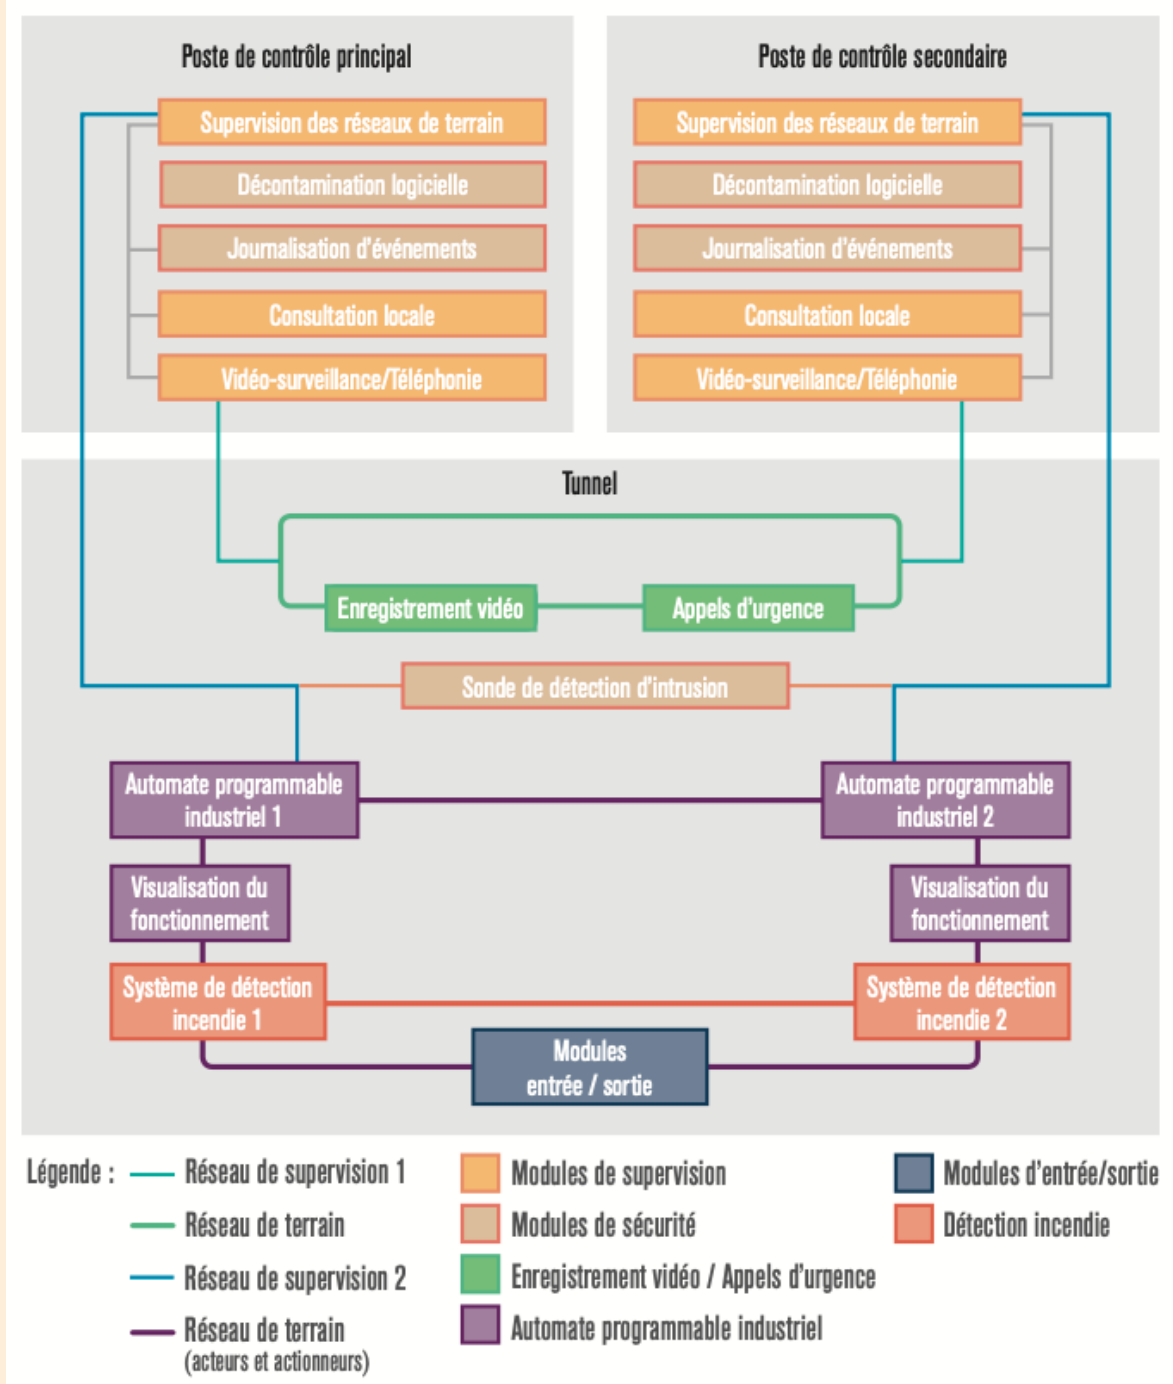 Poste de contrôle principal
Poste de contrôle secondaire
Supervision des réseaux de terrain
Décontamination logicielle
Journalisation d'événements
Consultation locale
Vidéo-surveillance/Téléphonie
Supervision des réseaux de terrain
Décontamination logicielle
Journalisation d'événements
Consultation locale
Vidéo-surveillance/Téléphonie
Tunnel
Enregistrement vidéo
Appels d'urgence
Sonde de détection d'intrusion
Automate programmable
industriel 1
Automate programmable
industriel 2
Visualisation du
fonctionnement
Visualisation du
fonctionnement
Système de détection
incendie 1
Système de détection
incendie 2
Modules
entrée / sortie
Légende :
Réseau de supervision 1
Réseau de terrain
Réseau de supervision 2
Réseau de terrain
(acteurs et actionneurs)
Modules de supervision
Modules de sécurité
Enregistrement vidéo / Appels d'urgence
Automate programmable industriel
Modules d'entrée/sortie
Détection incendie